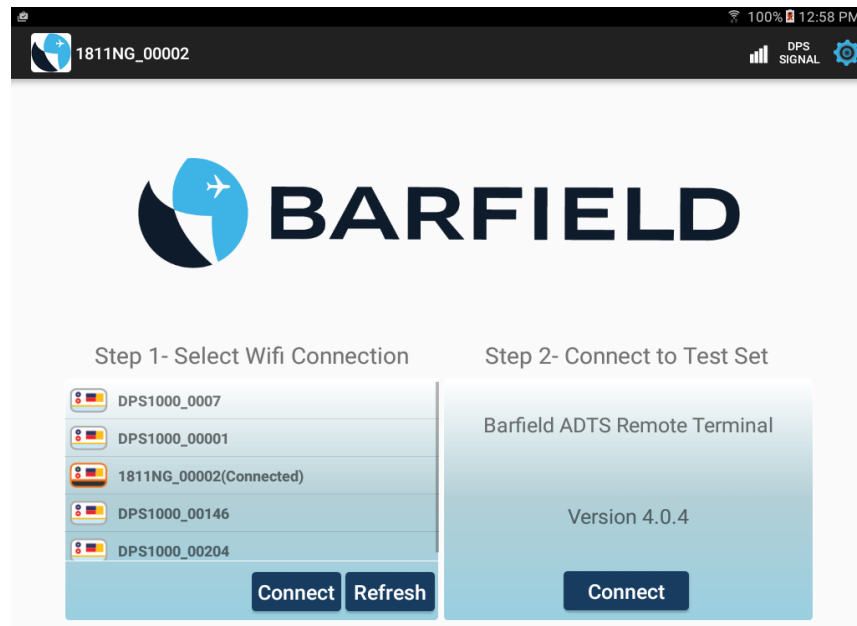 100% 12:58 PM
1811NG_00002
DPS
SIGNAL
BARFIELD
Step 1- Select Wifi Connection
DPS1000_0007
DPS1000_00001
1811NG_00002(Connected)
DPS1000_00146
DPS1000_00204
Connect Refresh
Step 2- Connect to Test Set
Barfield ADTS Remote Terminal
Version 4.0.4
Connect